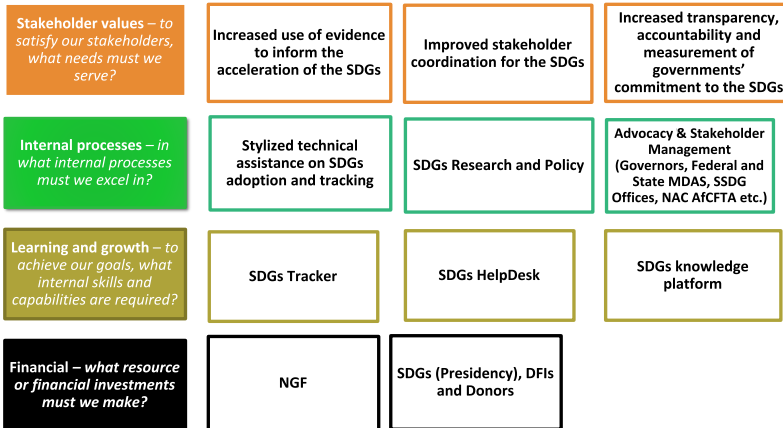 Stakeholder values – to
satisfy our stakeholders,
what needs must we
serve?
Increased use of evidence
to inform the
acceleration of the SDGs
Improved stakeholder
coordination for the SDGs
Increased transparency,
accountability and
measurement of
governments’
commitment to the SDGs
Internal processes – in
what internal processes
must we excel in?
Stylized technical
assistance on SDGs
adoption and tracking
SDGs Research and Policy
Advocacy & Stakeholder
Management
(Governors, Federal and
State MDAS, SSDG
Offices, NAC AfCFTA etc.)
Learning and growth – to
achieve our goals, what
internal skills and
capabilities are required?
SDGs Tracker
SDGs HelpDesk
SDGs knowledge
platform
Financial – what resource
or financial investments
must we make?
NGF
SDGs (Presidency), DFIs
and Donors